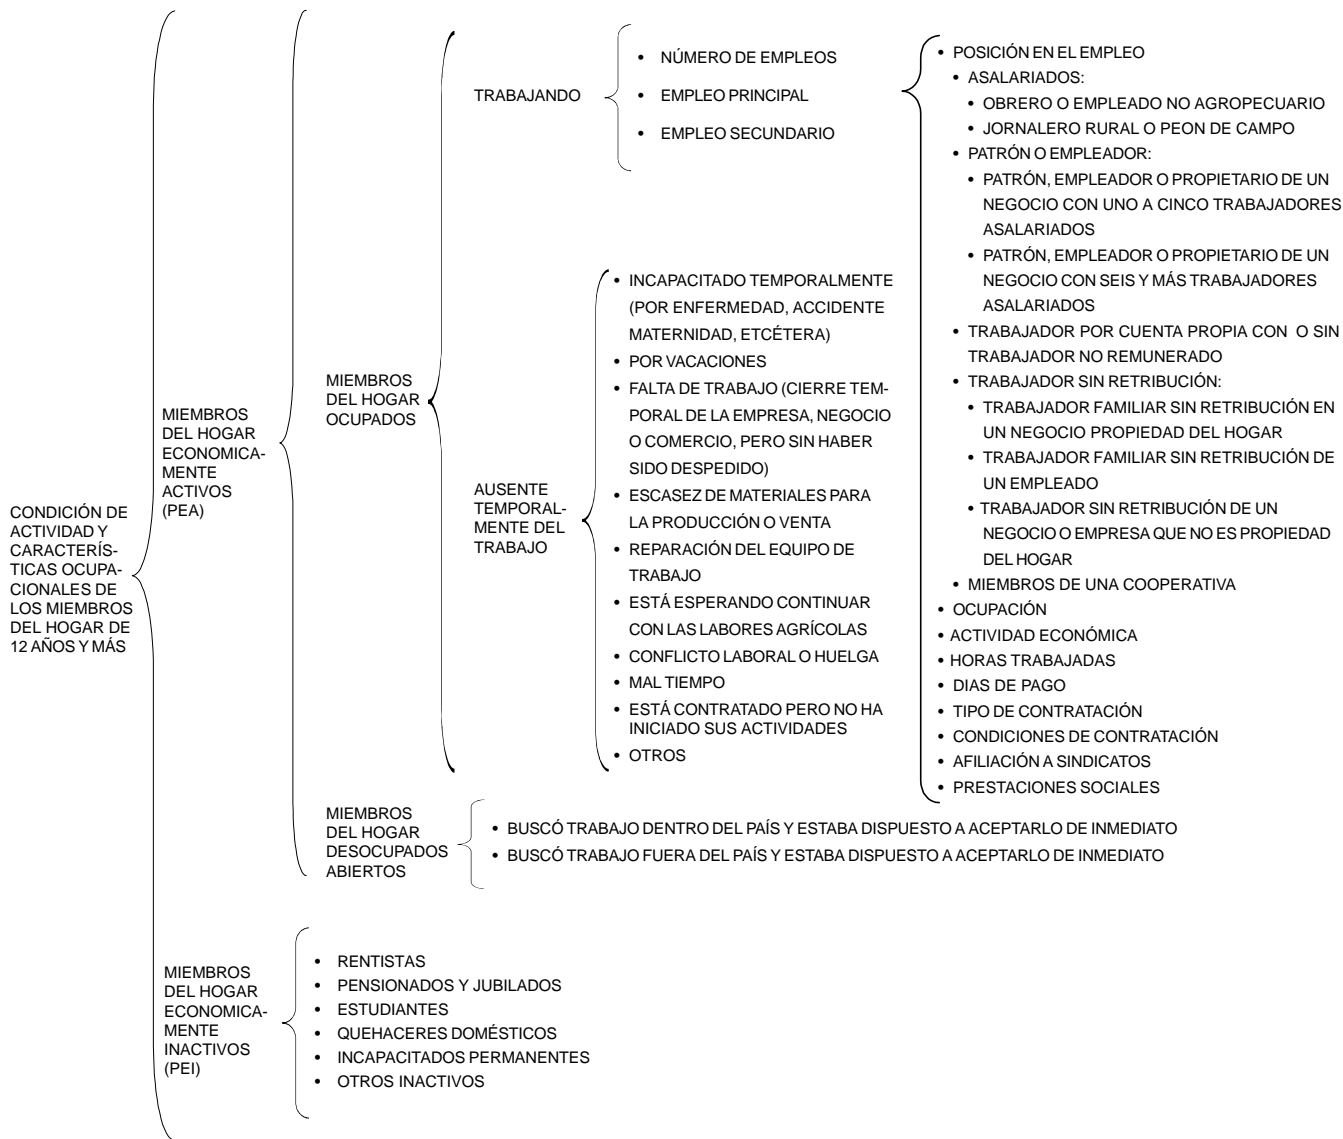 CONDICIÓN DE
ACTIVIDAD Y
CARACTERÍS-
TICAS OCUPA-
CIONALES DE
LOS MIEMBROS
DEL HOGAR DE
12 AÑOS Y MÁS
MIEMBROS
DEL HOGAR
ECONOMICA-
MENTE
ACTIVOS
(PEA)
MIEMBROS
DEL HOGAR
OCUPADOS
TRABAJANDO
• NÚMERO DE EMPLEOS
• EMPLEO PRINCIPAL
• EMPLEO SECUNDARIO
• POSICIÓN EN EL EMPLEO
• ASALARIADOS:
• OBRERO O EMPLEADO NO AGROPECUARIO
• JORNALERO RURAL O PEON DE CAMPO
• PATRÓN O EMPLEADOR:
• PATRÓN, EMPLEADOR O PROPIETARIO DE UN
NEGOCIO CON UNO A CINCO TRABAJADORES
ASALARIADOS
• PATRÓN, EMPLEADOR O PROPIETARIO DE UN
NEGOCIO CON SEIS Y MÁS TRABAJADORES
ASALARIADOS
• TRABAJADOR POR CUENTA PROPIA CON O SIN
TRABAJADOR NO REMUNERADO
• TRABAJADOR SIN RETRIBUCIÓN:
• TRABAJADOR FAMILIAR SIN RETRIBUCIÓN EN
UN NEGOCIO PROPIEDAD DEL HOGAR
• TRABAJADOR FAMILIAR SIN RETRIBUCIÓN DE
UN EMPLEADO
• TRABAJADOR SIN RETRIBUCIÓN DE UN
NEGOCIO O EMPRESA QUE NO ES PROPIEDAD
DEL HOGAR
• MIEMBROS DE UNA COOPERATIVA
• OCUPACIÓN
• ACTIVIDAD ECONÓMICA
• HORAS TRABAJADAS
• DIAS DE PAGO
• TIPO DE CONTRATACIÓN
• CONDICIONES DE CONTRATACIÓN
• AFILIACIÓN A SINDICATOS
• PRESTACIONES SOCIALES
AUSENTE
TEMPORAL-
MENTE DEL
TRABAJO
• INCAPACITADO TEMPORALMENTE
(POR ENFERMEDAD, ACCIDENTE
MATERNIDAD, ETCÉTERA)
• POR VACACIONES
• FALTA DE TRABAJO (CIERRE TEM-
PORAL DE LA EMPRESA, NEGOCIO
O COMERCIO, PERO SIN HABER
SIDO DESPEDIDO)
• ESCASEZ DE MATERIALES PARA
LA PRODUCCIÓN O VENTA
• REPARACIÓN DEL EQUIPO DE
TRABAJO
• ESTÁ ESPERANDO CONTINUAR
CON LAS LABORES AGRÍCOLAS
• CONFLICTO LABORAL O HUELGA
• MAL TIEMPO
• ESTÁ CONTRATADO PERO NO HA
INICIADO SUS ACTIVIDADES
• OTROS
MIEMBROS
DEL HOGAR
DESOCUPADOS
ABIERTOS
• BUSCÓ TRABAJO DENTRO DEL PAÍS Y ESTABA DISPUESTO A ACEPTARLO DE INMEDIATO
• BUSCÓ TRABAJO FUERA DEL PAÍS Y ESTABA DISPUESTO A ACEPTARLO DE INMEDIATO
MIEMBROS
DEL HOGAR
ECONOMICA-
MENTE
INACTIVOS
(PEI)
• RENTISTAS
• PENSIONADOS Y JUBILADOS
• ESTUDIANTES
• QUEHACERES DOMÉSTICOS
• INCAPACITADOS PERMANENTES
• OTROS INACTIVOS